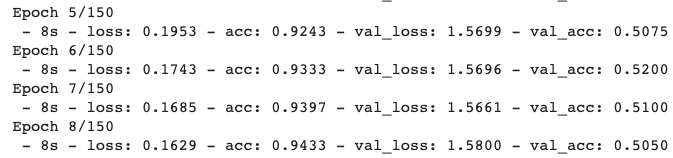 Epoch 5/150
- 8s - loss: 0.1953 - acc: 0.9243 - val_loss: 1.5699 - val_acc: 0.5075
Epoch 6/150
- 8s - loss: 0.1743 - acc: 0.9333 - val_loss: 1.5696 - val_acc: 0.5200
Epoch 7/150
- 8s - loss: 0.1685 - acc: 0.9397 - val_loss: 1.5661 - val_acc: 0.5100
Epoch 8/150
- 8s - loss: 0.1629 - acc: 0.9433 - val_loss: 1.5800 - val_acc: 0.5050